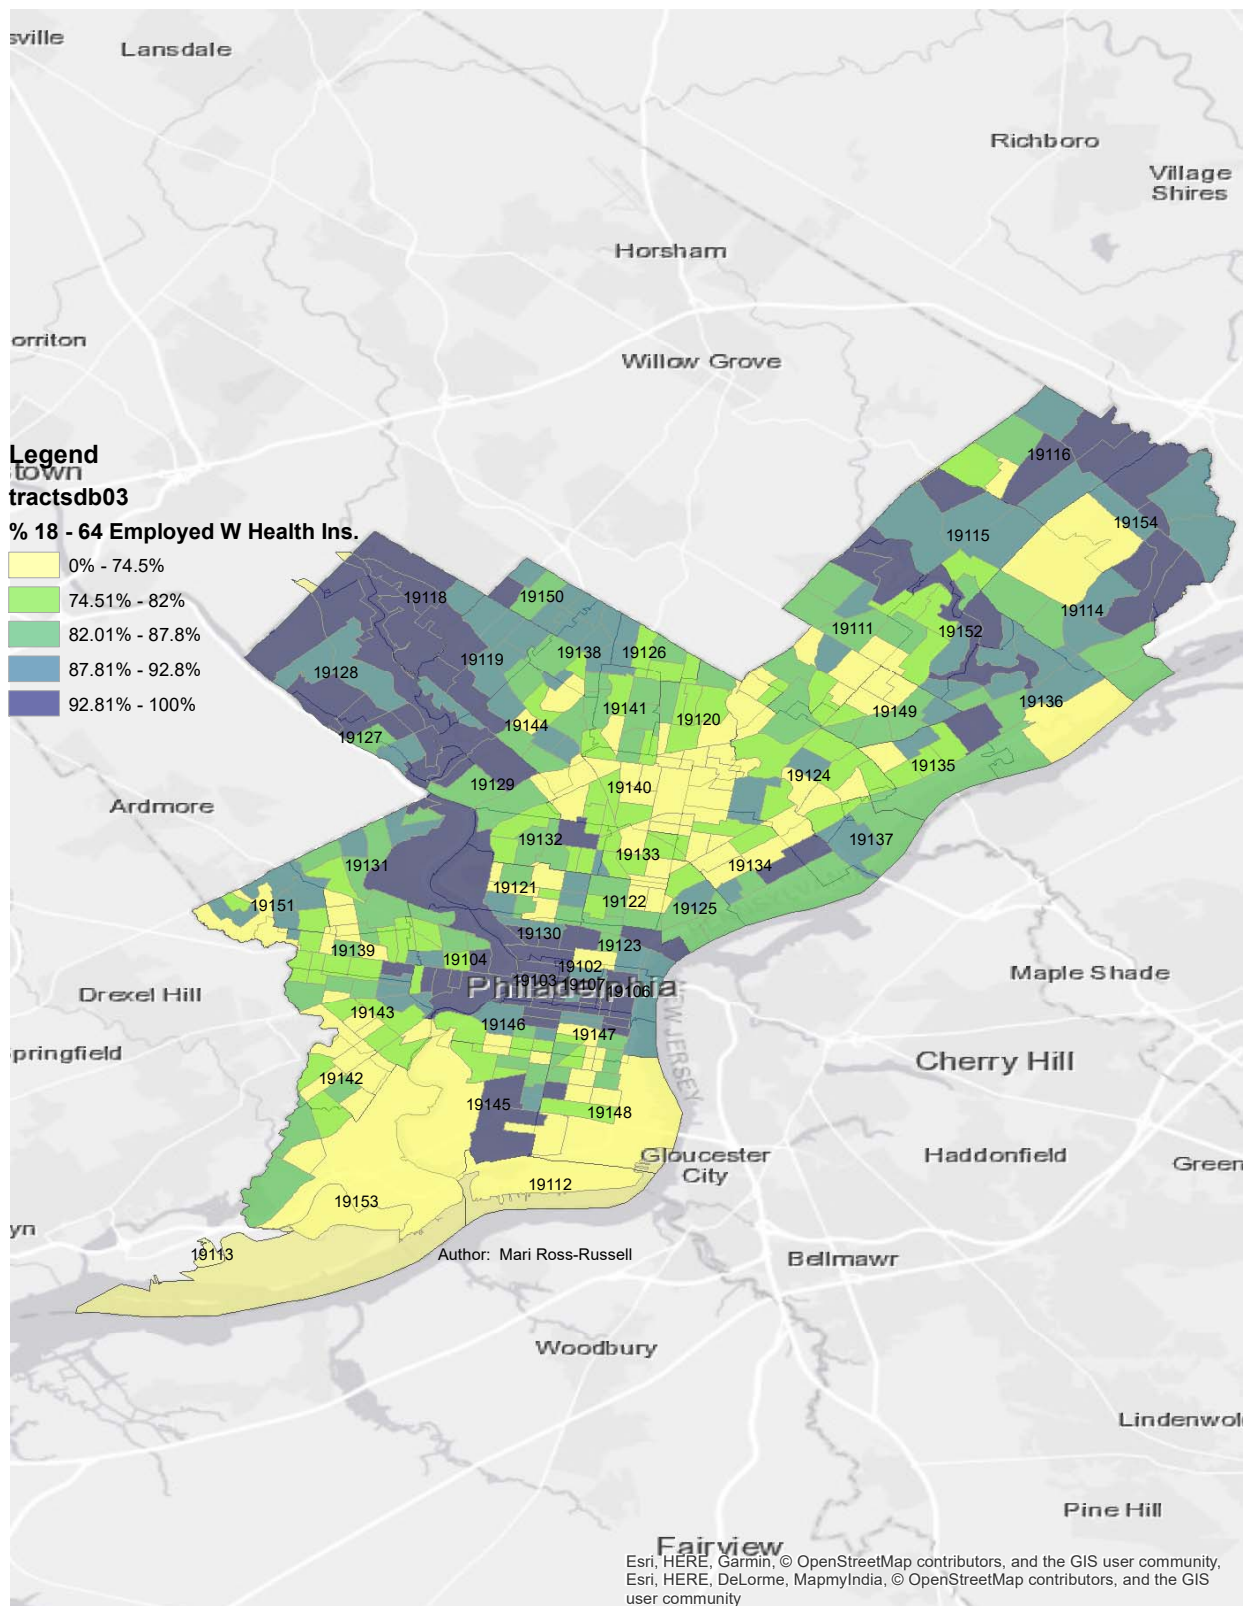 sville
Lansdale
Richboro
Village
Shires
Horsham
orriton
Willow Grove
Legend
town
tractsdb03
% 18 - 64 Employed W Health Ins.
0% - 74.5%
74.51% - 82%
82.01% - 87.8%
87.81% - 92.8%
92.81% - 100%
19116
19154
19115
19114
19118
19150
19111
19152
19119
19138
19126
19128
19136
19141
19120
19149
19144
19127
19135
19124
19129
19140
Ardmore
19132
19137
19133
19134
19131
19121
19122
19125
19151
19130
19123
19139
19104
19102
19103
19107
19106
Philadelphia
Maple Shade
Drexel Hill
19143
19146
19147
NEW JERSEY
pringfield
Cherry Hill
19142
19145
19148
Gloucester
City
Haddonfield
Green
19112
19153
yn
19113
Author: Mari Ross-Russell
Bellmawr
Woodbury
Lindenwol
Pine Hill
Fairview
Esri, HERE, Garmin, © OpenStreetMap contributors, and the GIS user community,
Esri, HERE, DeLorme, MapmyIndia, © OpenStreetMap contributors, and the GIS
user community